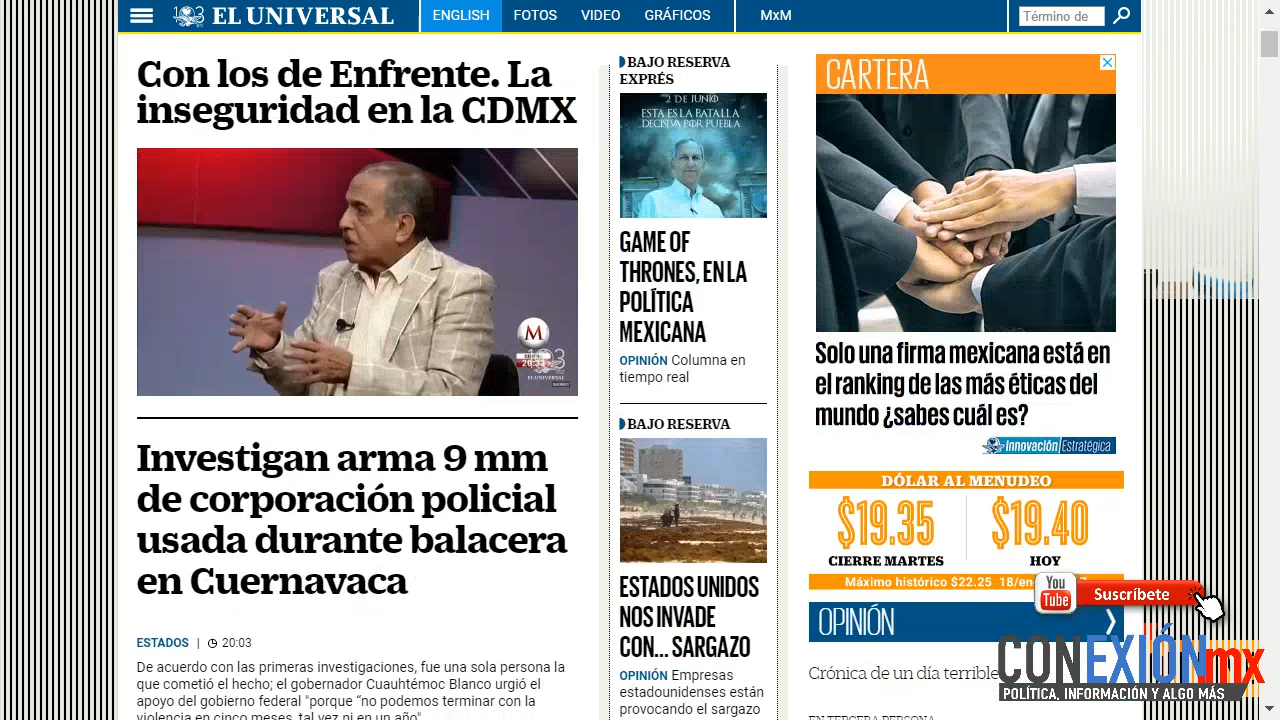 EL UNIVERSAL
ENGLISH
FOTOS
VIDEO
GRÁFICOS
MxM
Término de
Con los de Enfrente. La
inseguridad en la CDMX
M
20:33
EL UNIVERSAL
Investigan arma 9 mm
de corporación policial
usada durante balacera
en Cuernavaca
ESTADOS | 20:03
De acuerdo con las primeras investigaciones, fue una sola persona la
que cometió el hecho; el gobernador Cuauhtémoc Blanco urgió el
apoyo del gobierno federal "porque “no podemos terminar con la
violencia en cinco meses, tal vez ni en un año"
BAJO RESERVA
EXPRÉS
2 DE JUNIO
ESTA ES LA BATALLA
DECISIVA POR PUEBLA
GAME OF
THRONES, EN LA
POLÍTICA
MEXICANA
OPINIÓN Columna en
tiempo real
BAJO RESERVA
ESTADOS UNIDOS
NOS INVADE
CON... SARGAZO
OPINIÓN Empresas
estadounidenses están
provocando el sargazo
CARTERA
Solo una firma mexicana está en
el ranking de las más éticas del
mundo ¿sabes cuál es?
Innovación Estratégica
DÓLAR AL MENUDEO
$19.35
$19.40
CIERRE MARTES
HOY
Máximo histórico $22.25 18/en
You
Tube
Suscríbete
OPINIÓN
Crónica de un día terrible
EN TERCERA PERSONA
CONEXIÓNmx
POLÍTICA, INFORMACIÓN Y ALGO MÁS